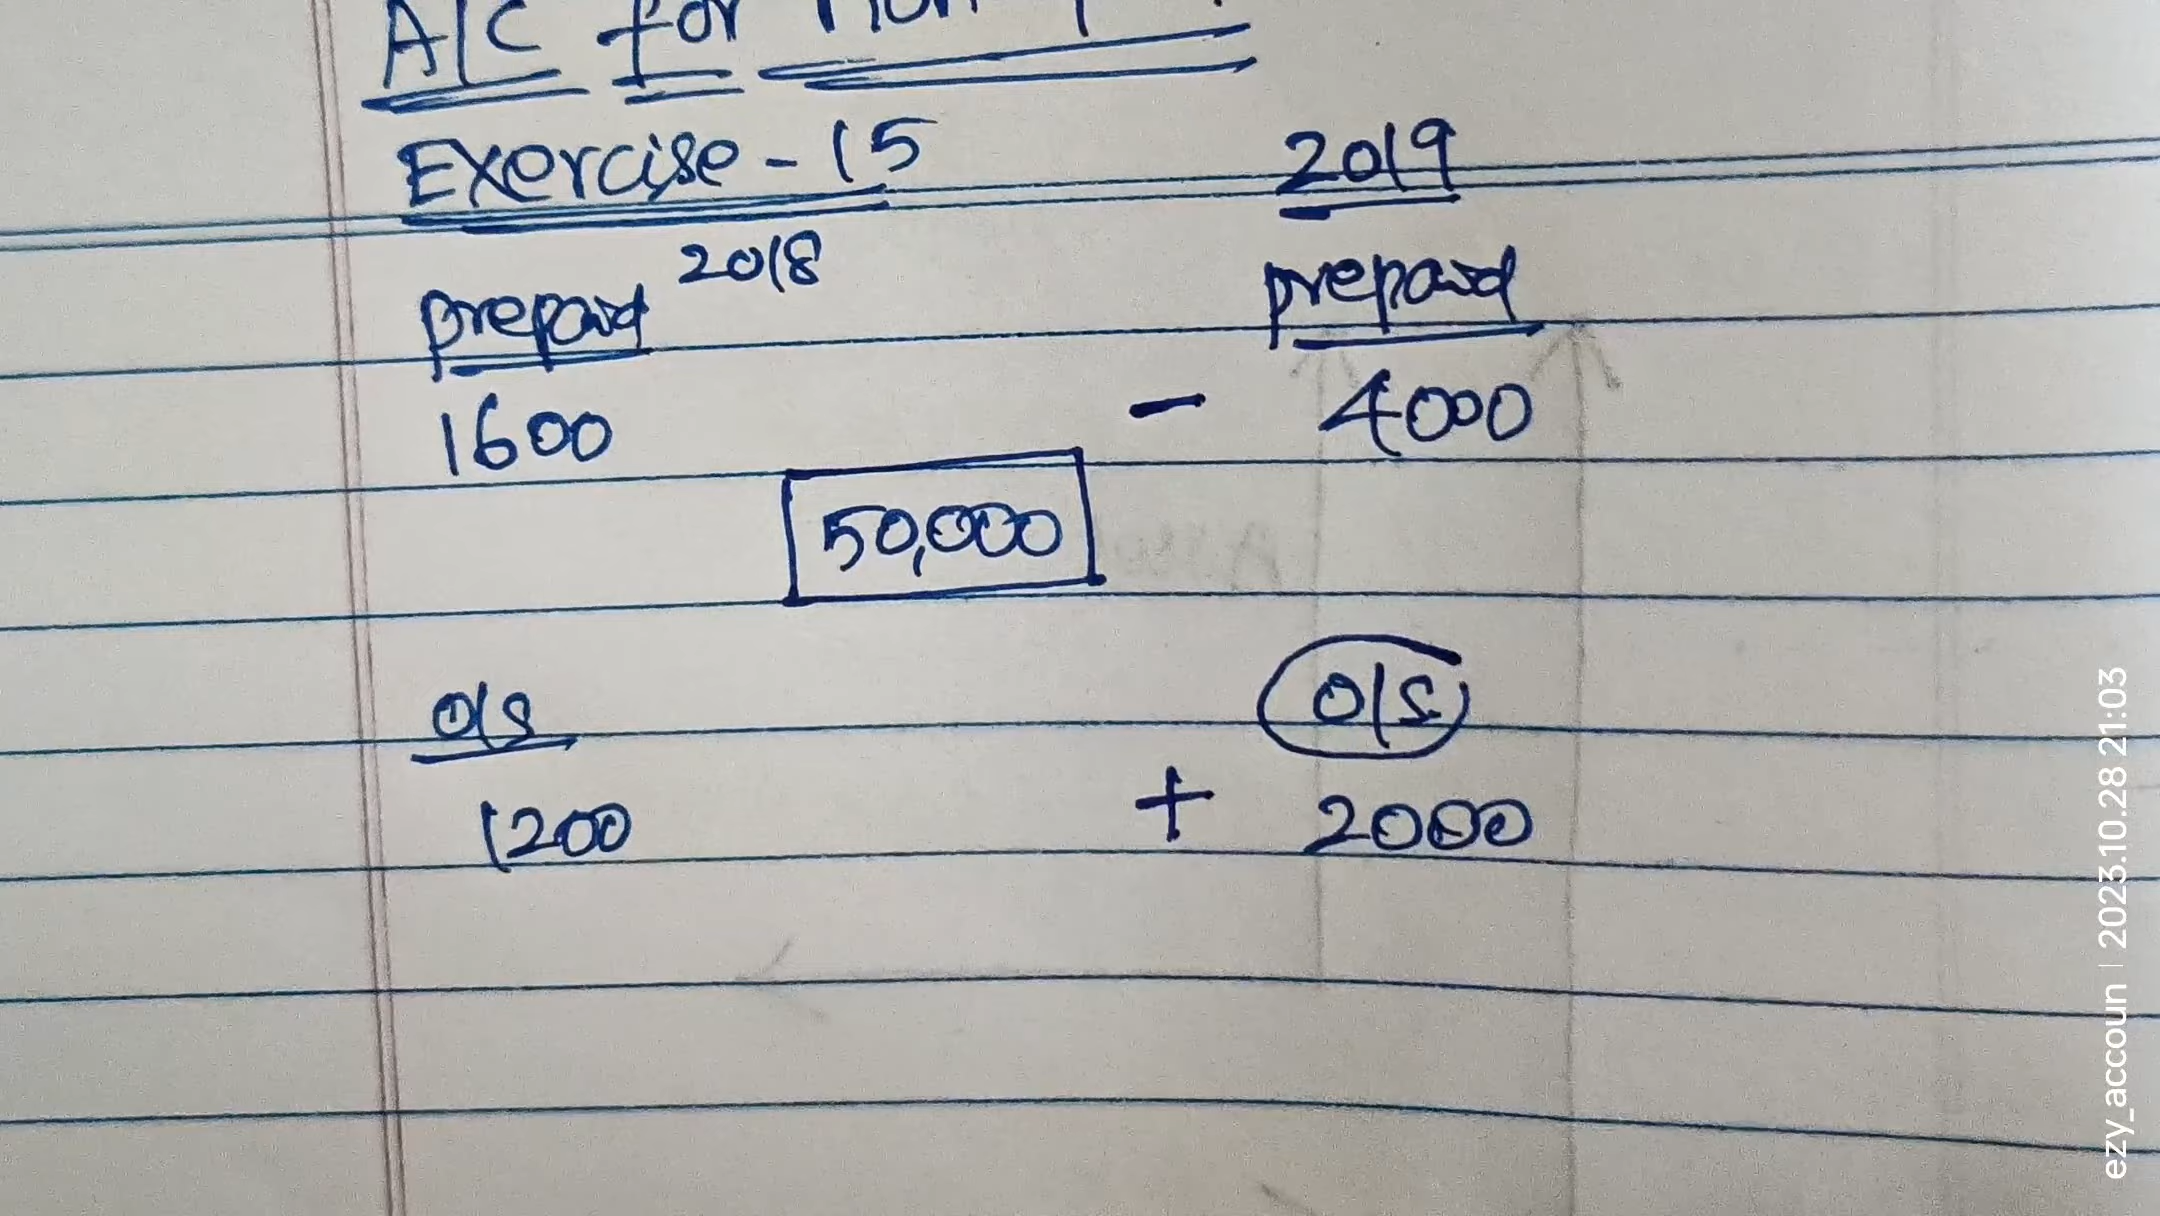 A/C for
Exercise - 15
2019
2018
prepaid
prepaid
1600
- 4000
50,000
O/S
O/S
1200
+ 2000
ezy_accoun | 2023.10.28 21:03